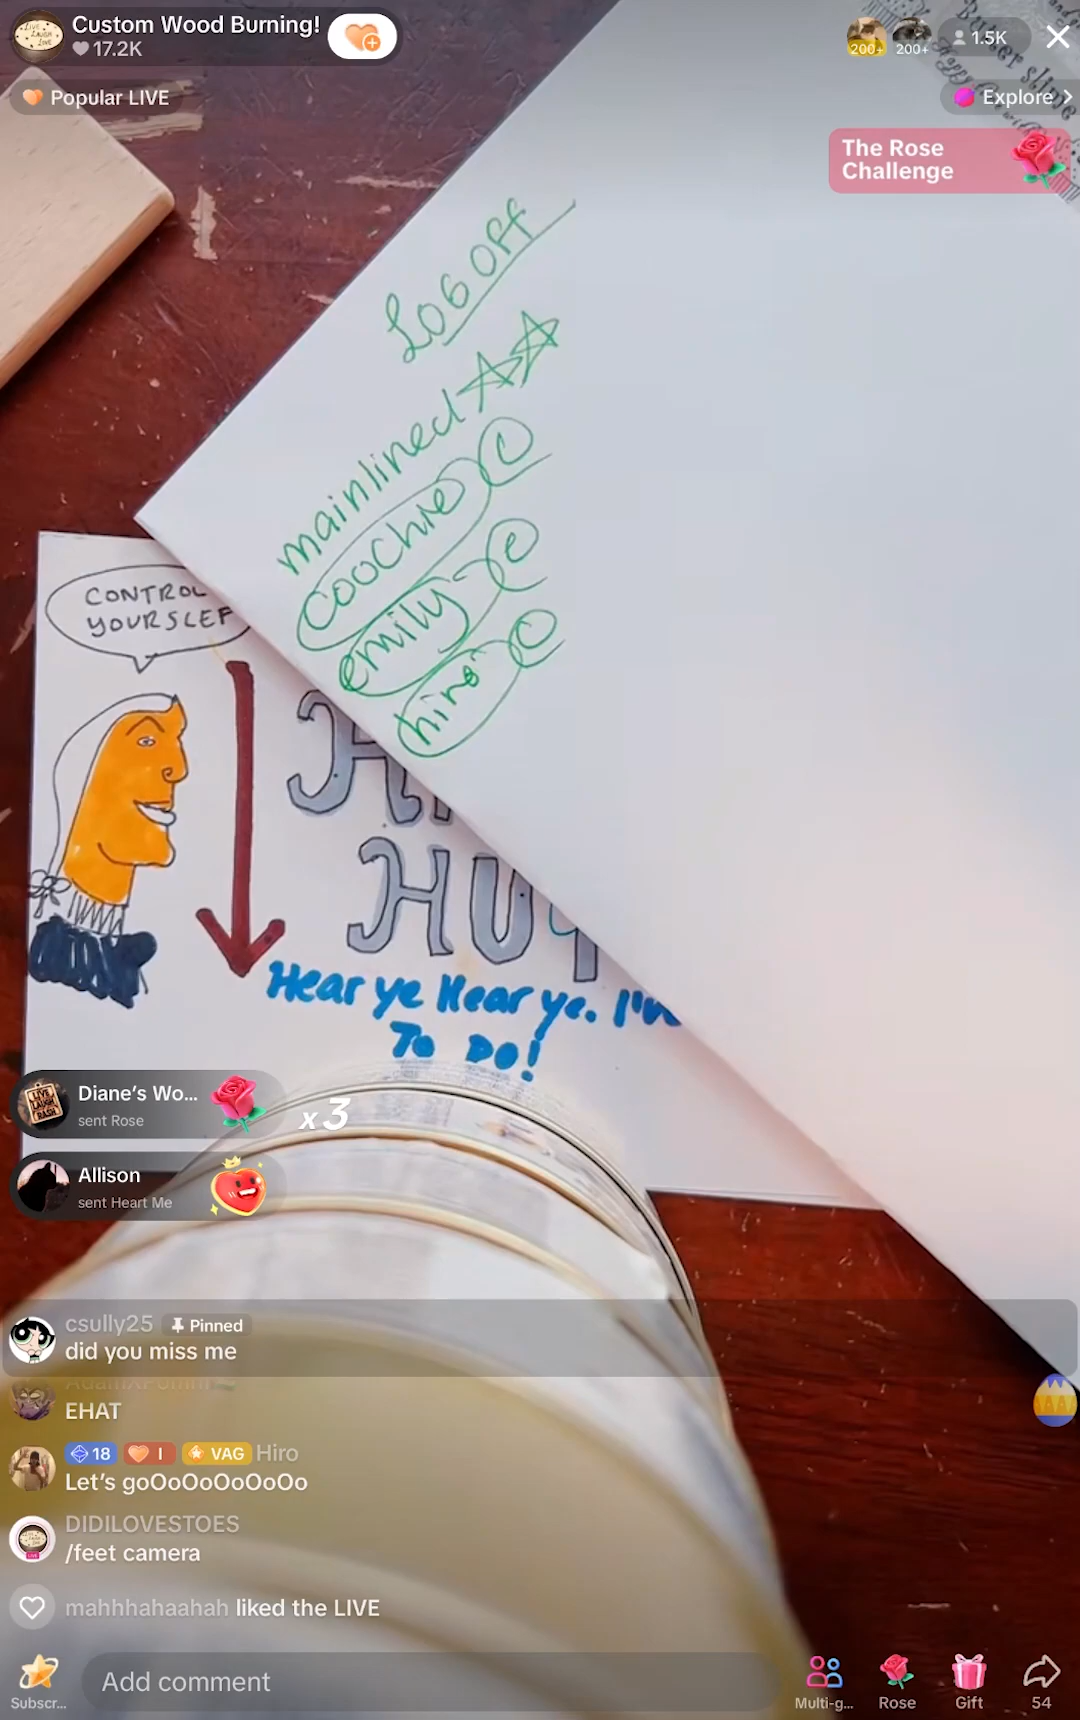 Custom Wood Burning!
17.2K
200+
200+
1.5K
Popular LIVE
Explore
The Rose
Challenge
LOG OFF
mainlined
coochie
emily
hiro
CONTROL
YOURSLEF
HU
Hear ye Hear ye.
To Do!
Diane's Wo...
sent Rose
x3
Allison
sent Heart Me
csully25 Pinned
did you miss me
EHAT
18 I VAG Hiro
Let's goOoOoOoOoOo
DIDILOVESTOES
/feet camera
mahhhahaahah liked the LIVE
Subscr...
Add comment
Multi-g...
Rose
Gift
54